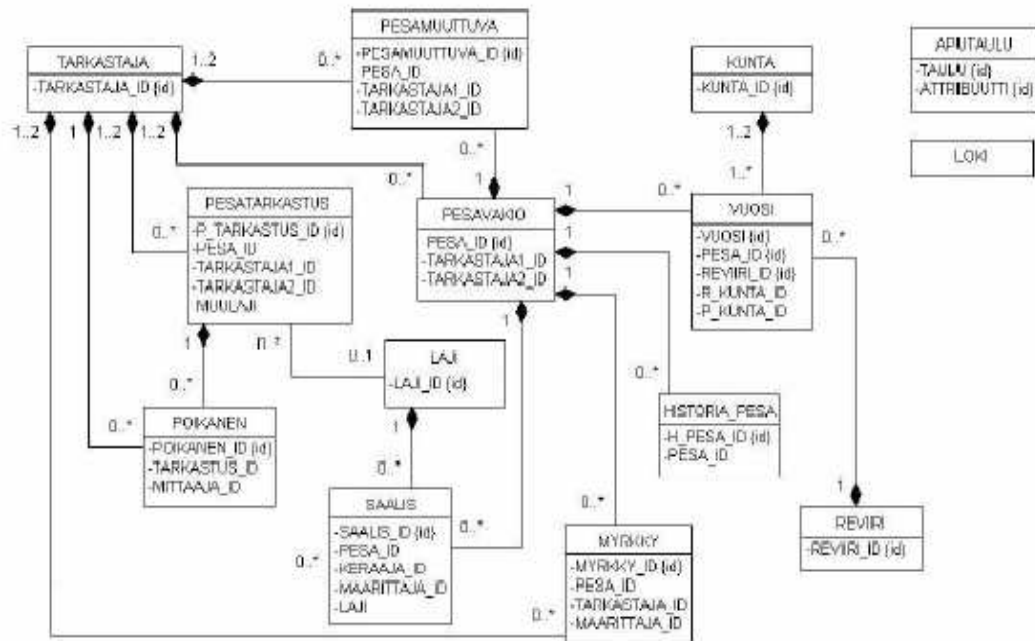 PESAMUUTTUVA
-PESAMUUTTUVA_ID {id}
PESA_ID
-TARKASTAJA1_ID
-TARKASTAJA2_ID
TARKASTAJA
-TARKASTAJA_ID {id}
1..2
0..*
KUNTA
-KUNTA_ID {id}
APUTAULU
-TAULU {id}
-ATTRIBUUTTI {id}
LOKI
1..2
1
1..2
1..2
0..*
1
0..*
1..2
1..*
PESATARKASTUS
-P_TARKASTUS_ID {id}
-PESA_ID
-TARKASTAJA1_ID
-TARKASTAJA2_ID
MUULAJI
0..*
PESAVAKIO
PESA_ID {id}
-TARKASTAJA1_ID
-TARKASTAJA2_ID
1
1
1
1
0..*
VUOSI
-VUOSI {id}
-PESA_ID {id}
-REVIIRI_ID {id}
-R_KUNTA_ID
-P_KUNTA_ID
0..*
1
0..*
0..1
LAJI
-LAJI_ID {id}
0..*
0..*
HISTORIA_PESA
-H_PESA_ID {id}
-PESA_ID
0..*
POIKANEN
-POIKANEN_ID {id}
-TARKASTUS_ID
-MITTAAJA_ID
1
0..*
SAALIS
-SAALIS_ID {id}
-PESA_ID
-KERAAJA_ID
-MAARITTAJA_ID
-LAJI
0..*
0..*
0..*
MYRKKY
-MYRKKY_ID {id}
-PESA_ID
-TARKASTAJA_ID
-MAARITTAJA_ID
0..*
1
REVIIRI
-REVIIRI_ID {id}